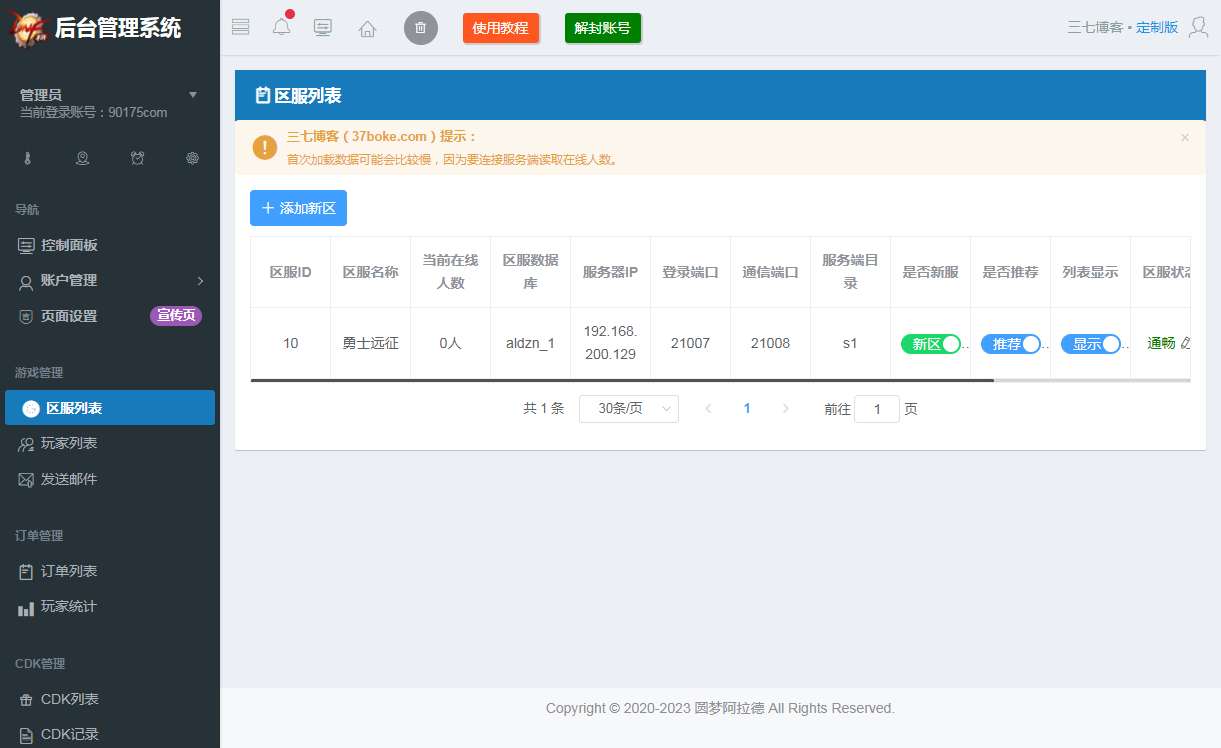 后台管理系统
使用教程
解封账号
三七博客 • 定制版
管理员
当前登录账号：90175com
导航
控制面板
账户管理
页面设置
宣传页
游戏管理
区服列表
玩家列表
发送邮件
订单管理
订单列表
玩家统计
CDK管理
CDK列表
CDK记录
区服列表
三七博客（37boke.com）提示：
首次加载数据可能会比较慢，因为要连接服务端读取在线人数。
+ 添加新区
区服ID 区服名称 当前在线人数 区服数据库 服务器IP 登录端口 通信端口 服务端目录 是否新服 是否推荐 列表显示 区服状态
10 勇士远征 0人 aldzn_1 192.168.200.129 21007 21008 s1 新区 推荐 显示 通畅
共 1 条 30条/页 1 前往 1 页
Copyright © 2020-2023 圆梦阿拉德 All Rights Reserved.